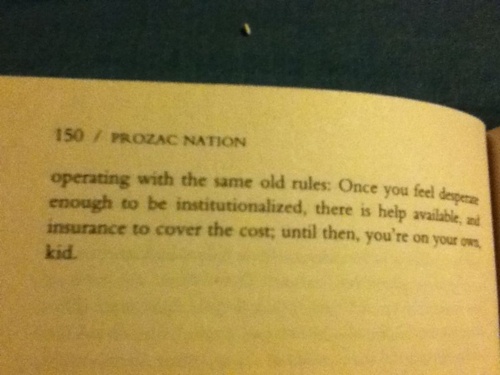 150 / PROZAC NATION
operating with the same old rules: Once you feel desperate
enough to be institutionalized, there is help available, and
insurance to cover the cost; until then, you're on your own,
kid.